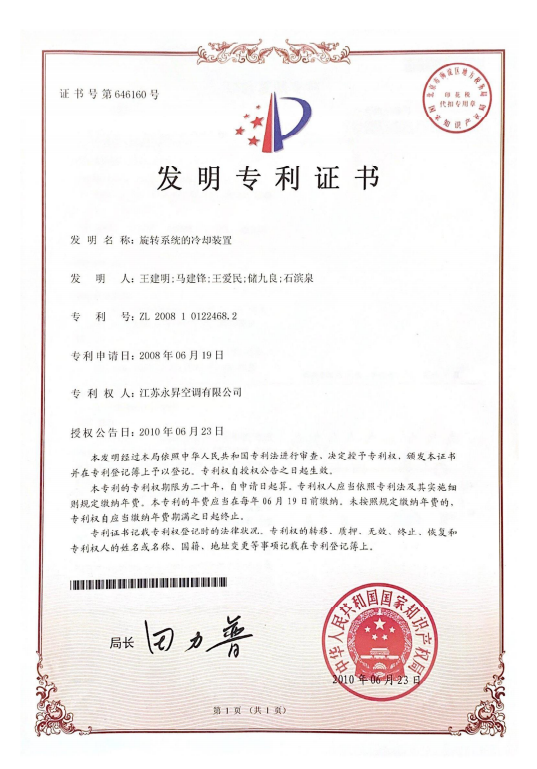 证书号第646160号
印花税
代扣专用章
发明专利证书
发明名称：旋转系统的冷却装置
发明人：王建明;马建锋;王爱民;储九良;石滨泉
专利号：ZL 2008 1 0122468.2
专利申请日：2008年06月19日
专利权人：江苏永昇空调有限公司
授权公告日：2010年06月23日
本发明经过本局依照中华人民共和国专利法进行审查，决定授予专利权，颁发本证书
并在专利登记簿上予以登记。专利权自授权公告之日起生效。
本专利的专利权期限为二十年，自申请日起算。专利权人应当依照专利法及其实施细
则规定缴纳年费。本专利的年费应当在每年06月19日前缴纳。未按照规定缴纳年费的，
专利权自应当缴纳年费期满之日起终止。
专利证书记载专利权登记时的法律状况。专利权的转移、质押、无效、终止、恢复和
专利权人的姓名或名称、国籍、地址变更等事项记载在专利登记簿上。
局长 田力普
中华人民共和国国家知识产权局
2010年06月23日
第1页（共1页）